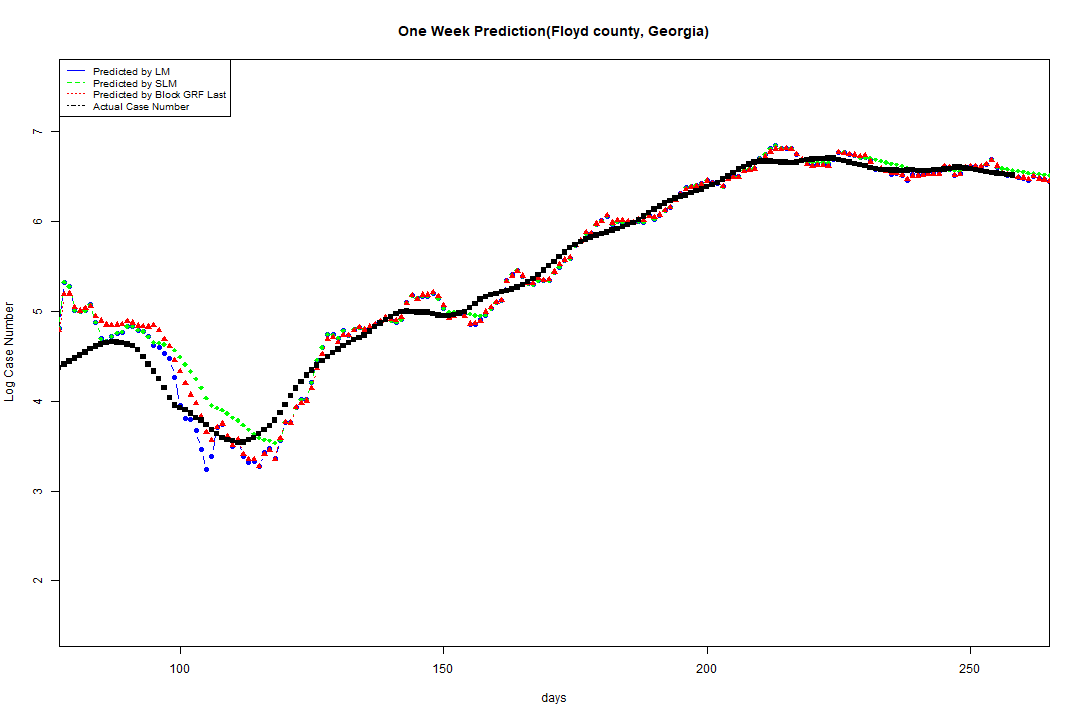 One Week Prediction(Floyd county, Georgia)
Predicted by LM
Predicted by SLM
Predicted by Block GRF Last
Actual Case Number
7
6
5
4
3
2
Log Case Number
100 150 200 250
days